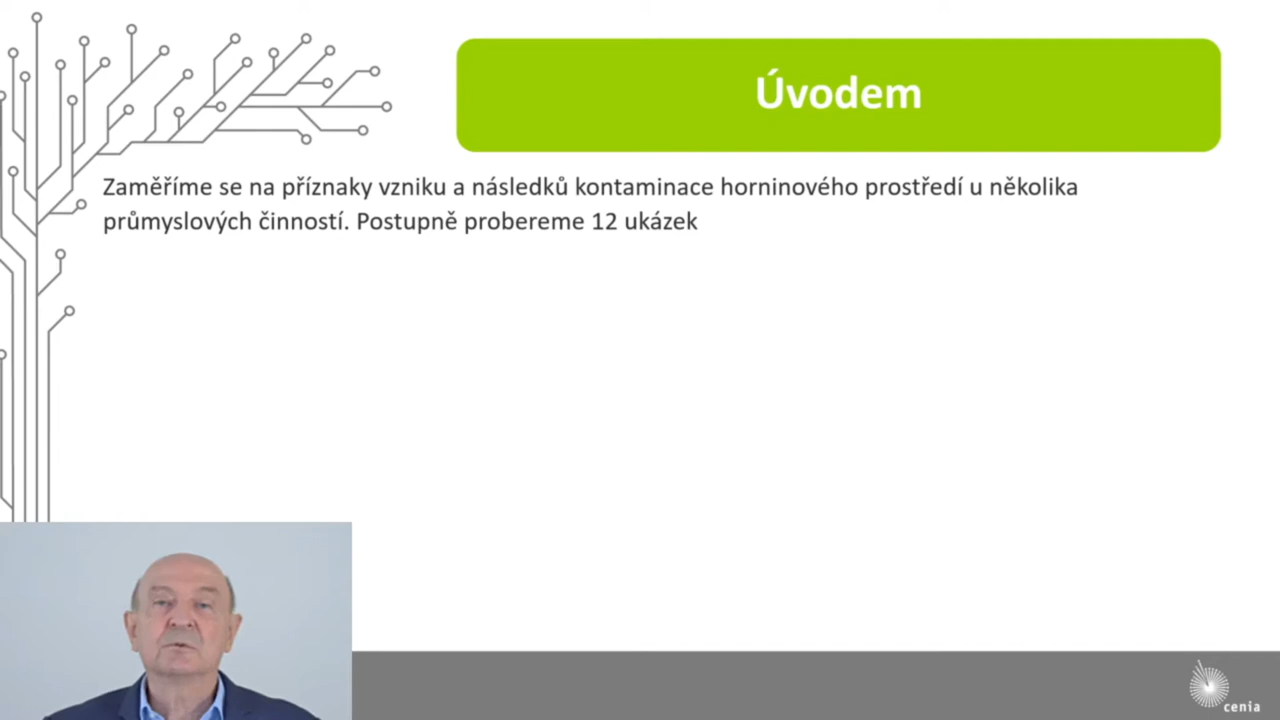 Úvodem
Zaměříme se na příznaky vzniku a následků kontaminace horninového prostředí u několika
průmyslových činností. Postupně probereme 12 ukázek
cenia